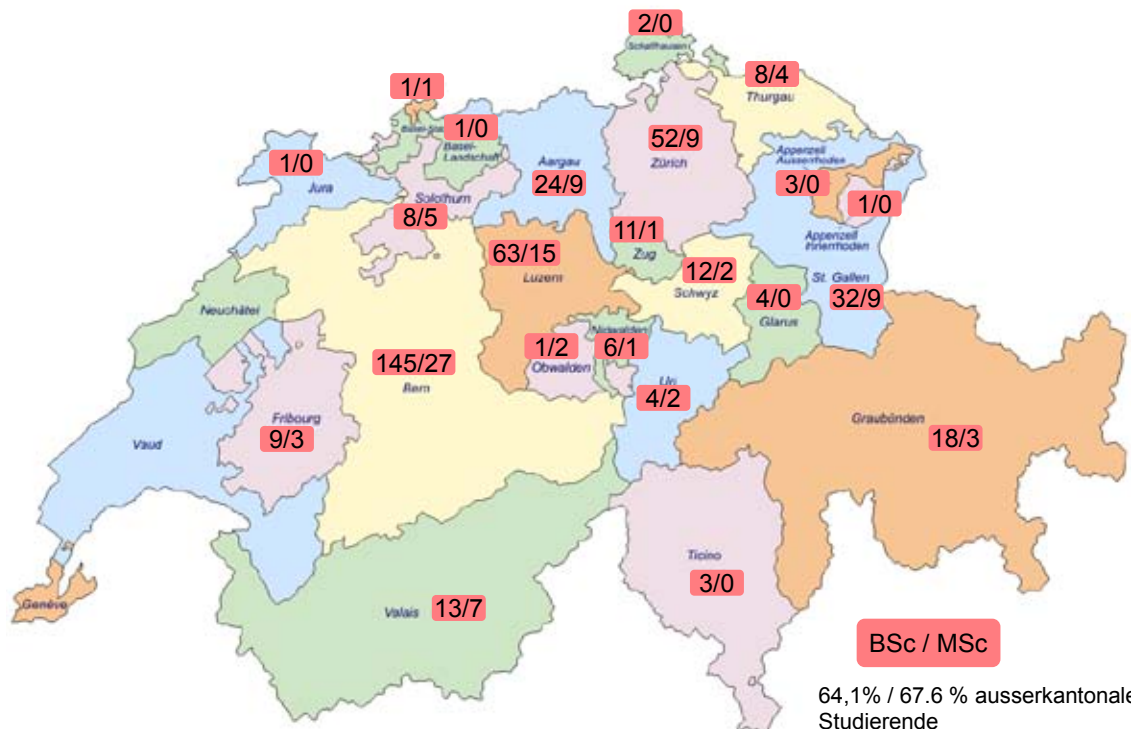 2/0
Schaffhausen
8/4
Thurgau
1/1
1/0
Basel-
Landschaft
52/9
Zürich
Appenzell
Ausserrhoden
1/0
Jura
Aargau
24/9
3/0
1/0
Solothurn
8/5
11/1
Zug
Appenzell
Innerrhoden
63/15
Luzern
12/2
Schwyz
St. Gallen
32/9
4/0
Glarus
Neuchâtel
Nidwalden
1/2
Obwalden
6/1
145/27
Bern
Uri
4/2
Fribourg
9/3
Graubünden
18/3
Vaud
Ticino
3/0
Genève
Valais
13/7
BSc / MSc
64,1% / 67.6 % ausserkantonale
Studierende